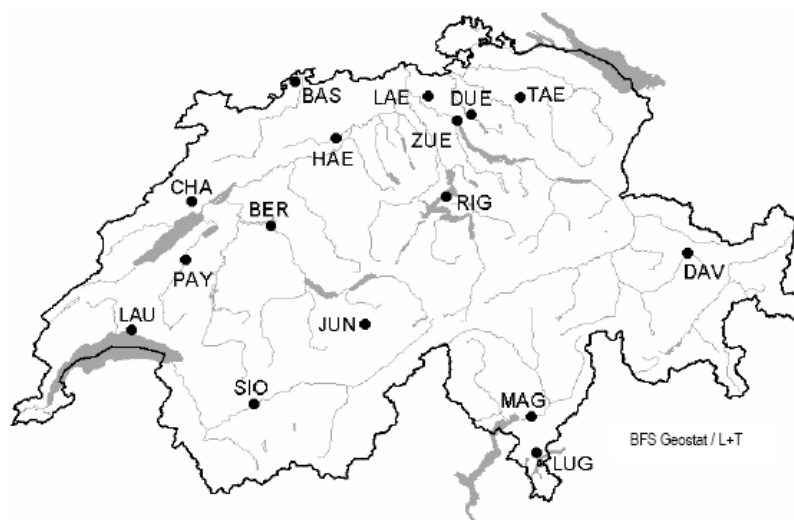 BAS
LAE
DUE
TAE
ZUE
HAE
CHA
BER
RIG
PAY
DAV
LAU
JUN
SIO
MAG
BFS Geostat / L+T
LUG